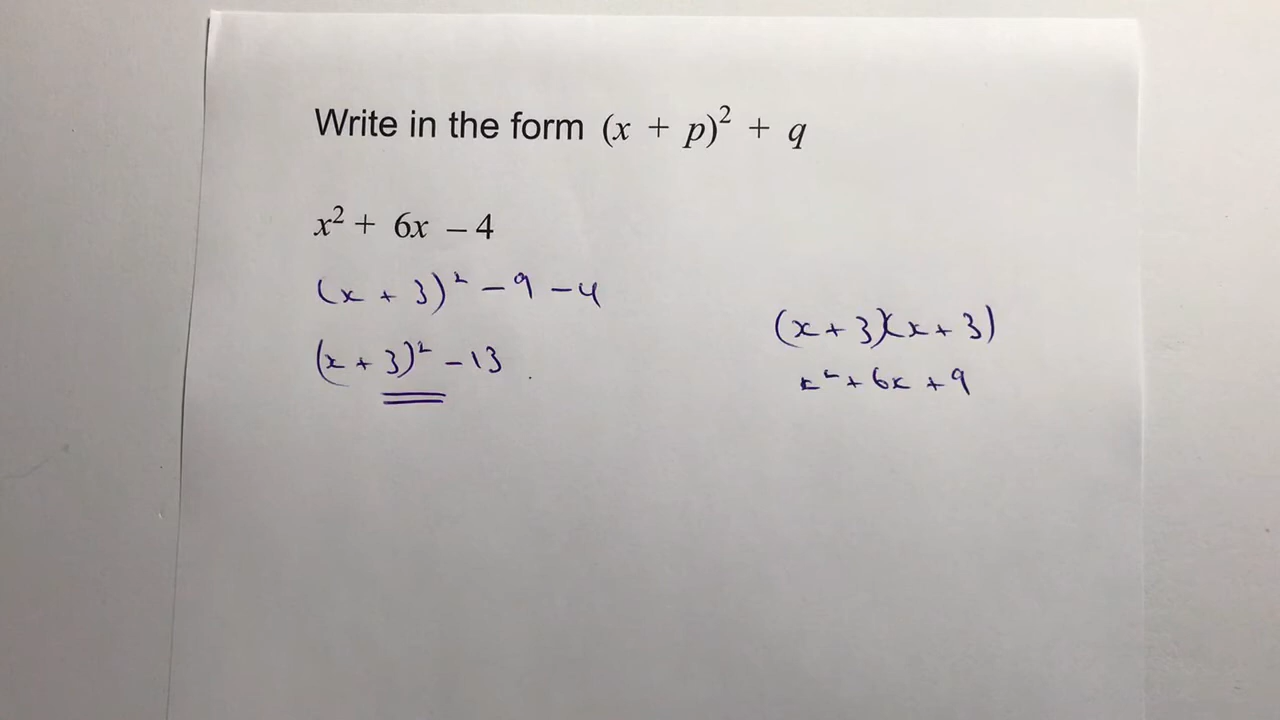 Write in the form (x + p)² + q
x² + 6x – 4
(x + 3)² – 9 – 4
(x + 3)² – 13
(x + 3)(x + 3)
x² + 6x + 9